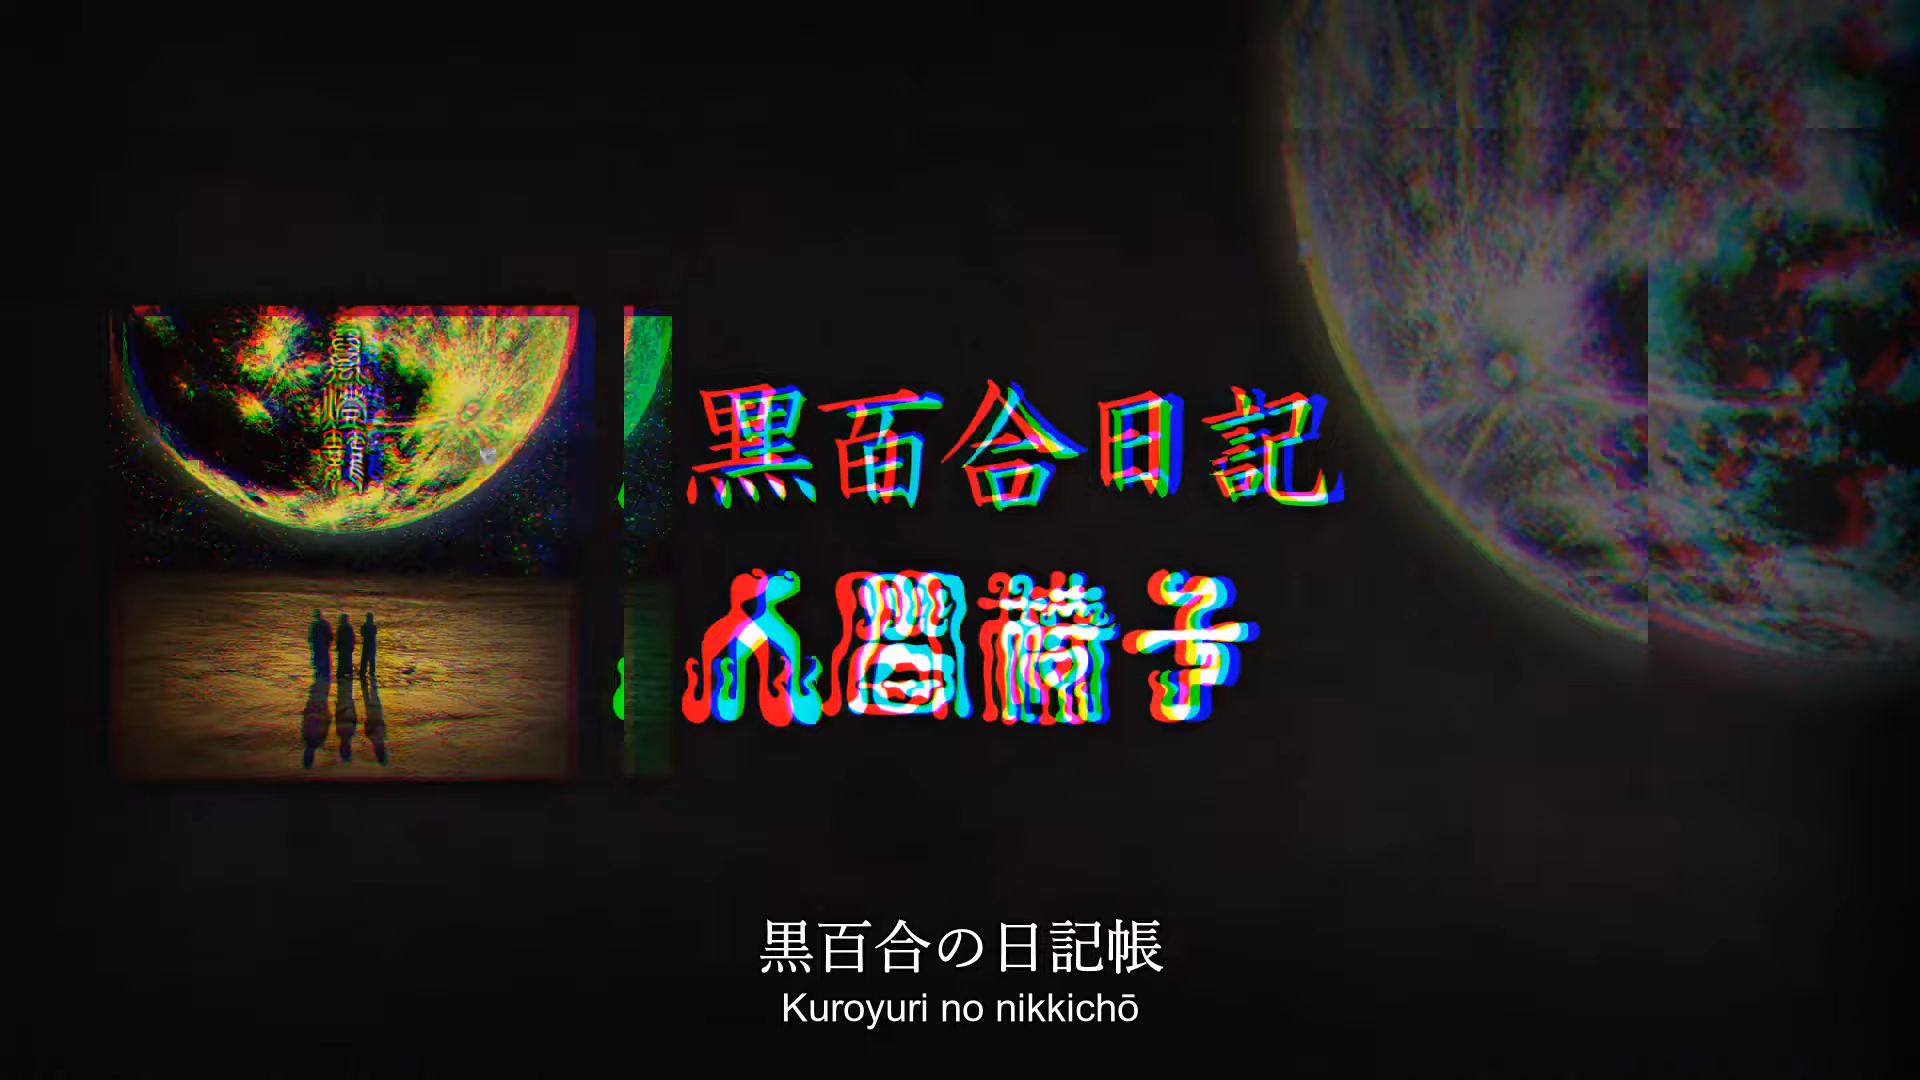 黒百合日記
人間椅子
黒百合の日記帳
Kuroyuri no nikkichō